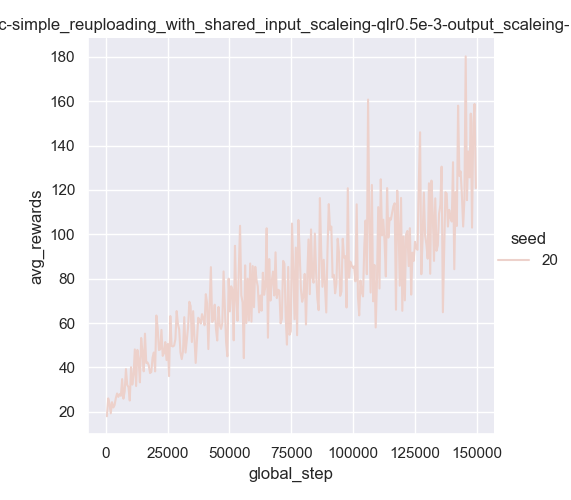 c-simple_reuploading_with_shared_input_scaleing-qlr0.5e-3-output_scaleing-
180
160
140
120
100
80
60
40
20
avg_rewards
seed
20
0 25000 50000 75000 100000 125000 150000
global_step